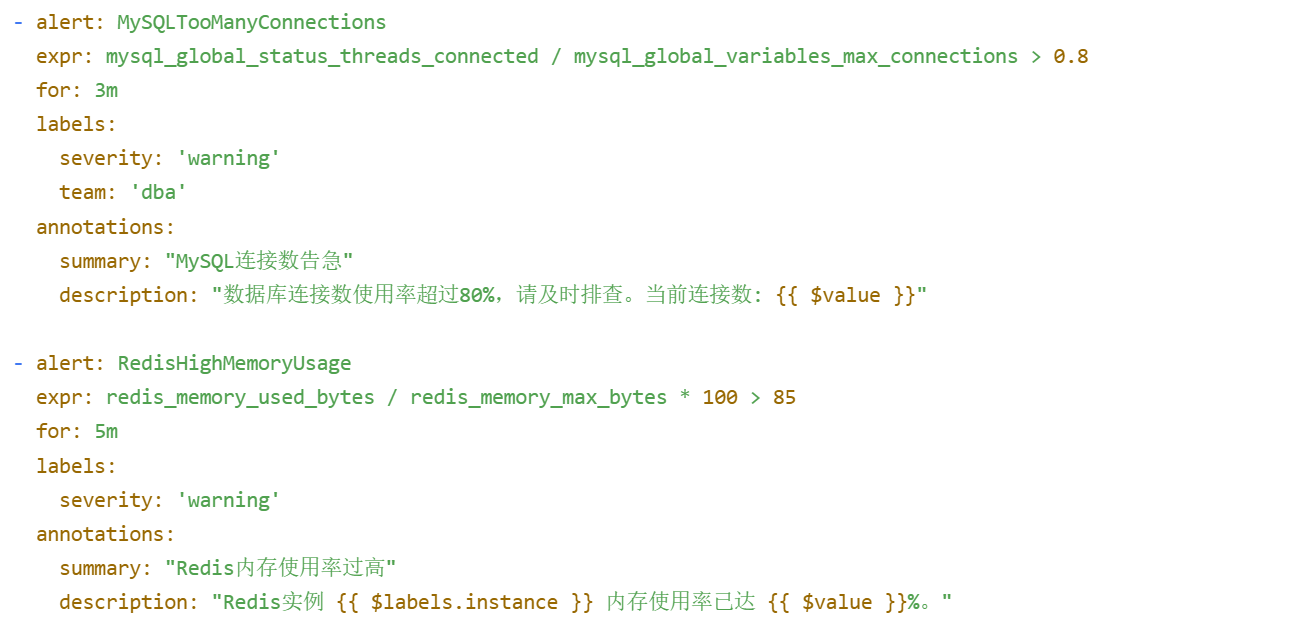 - alert: MySQLTooManyConnections
  expr: mysql_global_status_threads_connected / mysql_global_variables_max_connections > 0.8
  for: 3m
  labels:
    severity: 'warning'
    team: 'dba'
  annotations:
    summary: "MySQL连接数告急"
    description: "数据库连接数使用率超过80%，请及时排查。当前连接数: {{ $value }}"

- alert: RedisHighMemoryUsage
  expr: redis_memory_used_bytes / redis_memory_max_bytes * 100 > 85
  for: 5m
  labels:
    severity: 'warning'
  annotations:
    summary: "Redis内存使用率过高"
    description: "Redis实例 {{ $labels.instance }} 内存使用率已达 {{ $value }}%。"